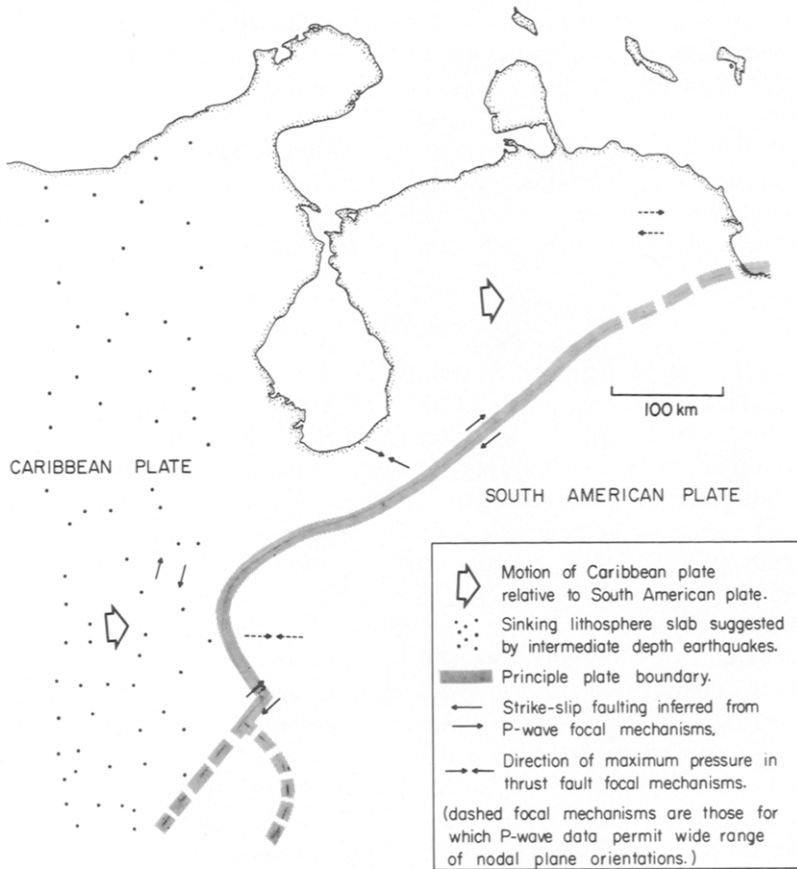 100 km
CARIBBEAN PLATE
SOUTH AMERICAN PLATE
Motion of Caribbean plate
relative to South American plate.
Sinking lithosphere slab suggested
by intermediate depth earthquakes.
Principle plate boundary.
Strike-slip faulting inferred from
P-wave focal mechanisms.
Direction of maximum pressure in
thrust fault focal mechanisms.
(dashed focal mechanisms are those for
which P-wave data permit wide range
of nodal plane orientations.)